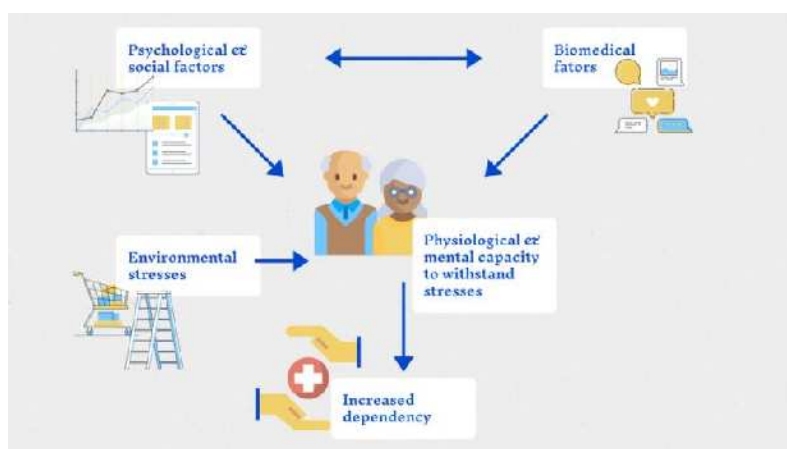 Psychological &
social factors
Biomedical
fators
Environmental
stresses
Physiological &
mental capacity
to withstand
stresses
Increased
dependency